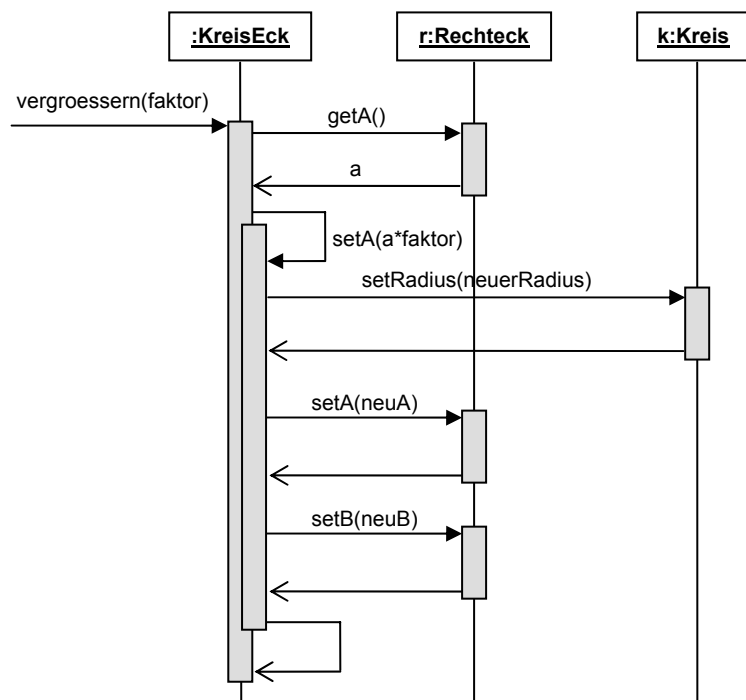 :KreisEck
r:Rechteck
k:Kreis
vergroessern(faktor)
getA()
a
setA(a*faktor)
setRadius(neuerRadius)
setA(neuA)
setB(neuB)